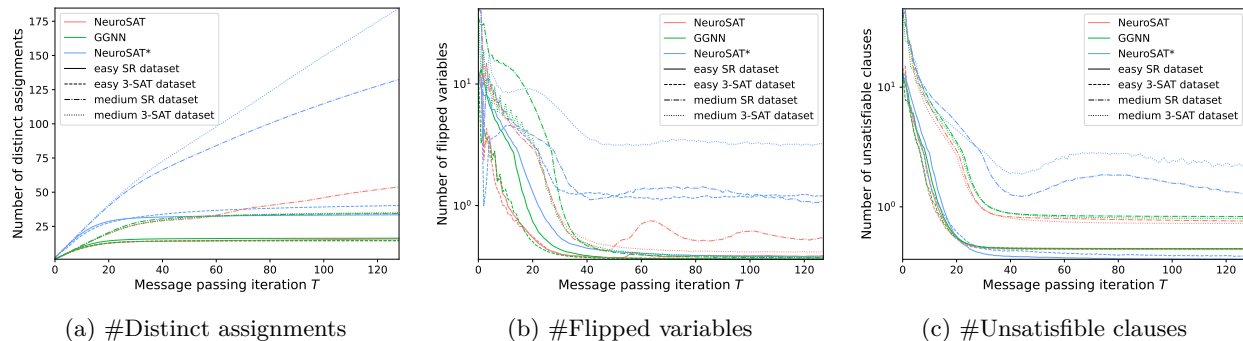 Number of distinct assignments
175
150
125
100
75
50
25
0
20
40
60
80
100
120
Message passing iteration T
NeuroSAT
GGNN
NeuroSAT*
easy SR dataset
easy 3-SAT dataset
medium SR dataset
medium 3-SAT dataset
(a) #Distinct assignments
Number of flipped variables
10¹
10⁰
0
20
40
60
80
100
120
Message passing iteration T
NeuroSAT
GGNN
NeuroSAT*
easy SR dataset
easy 3-SAT dataset
medium SR dataset
medium 3-SAT dataset
(b) #Flipped variables
Number of unsatisfiable clauses
10¹
10⁰
0
20
40
60
80
100
120
Message passing iteration T
NeuroSAT
GGNN
NeuroSAT*
easy SR dataset
easy 3-SAT dataset
medium SR dataset
medium 3-SAT dataset
(c) #Unsatisfible clauses